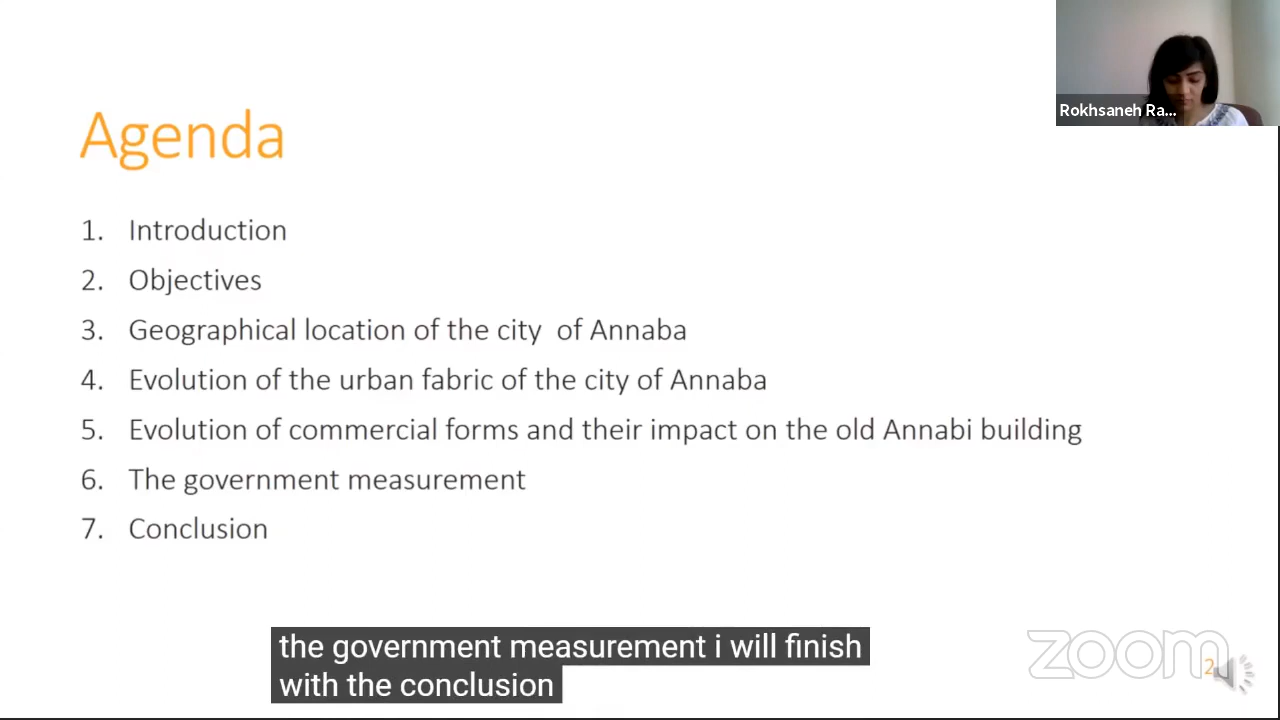 Rokhsaneh Ra...
Agenda
1. Introduction
2. Objectives
3. Geographical location of the city of Annaba
4. Evolution of the urban fabric of the city of Annaba
5. Evolution of commercial forms and their impact on the old Annabi building
6. The government measurement
7. Conclusion
the government measurement i will finish
with the conclusion
zoom
2